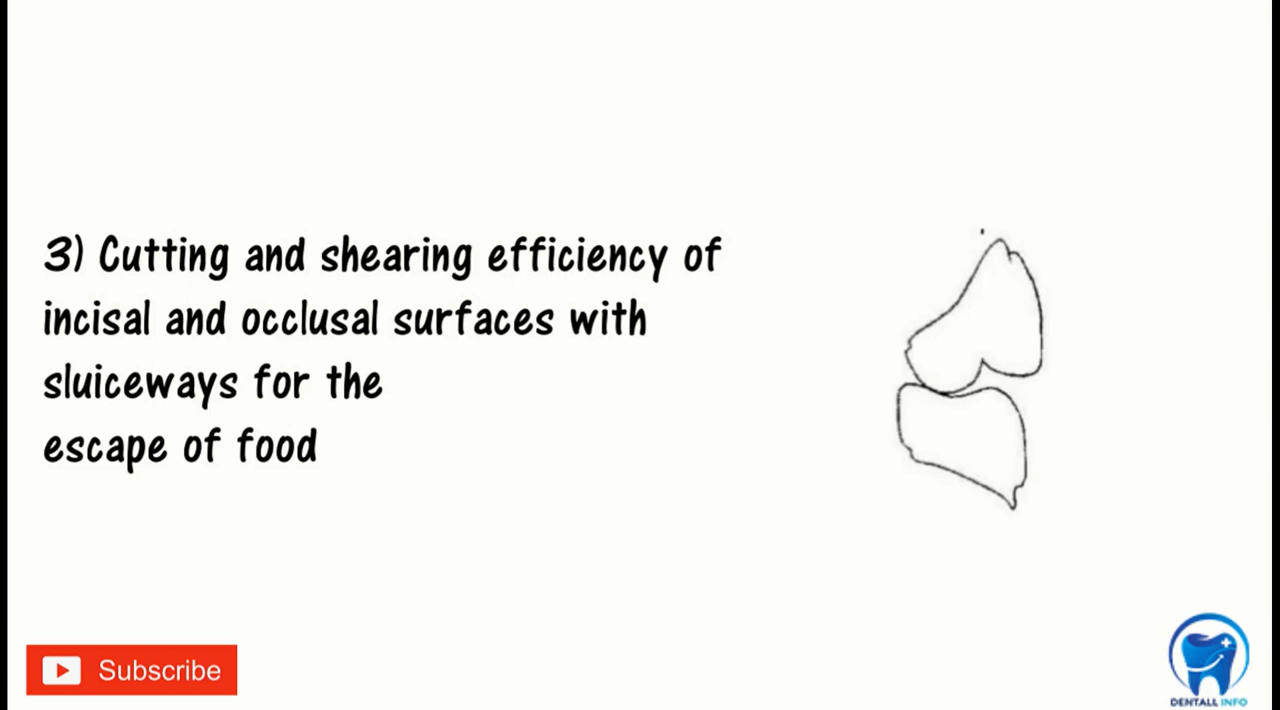 3) Cutting and shearing efficiency of
incisal and occlusal surfaces with
sluiceways for the
escape of food
Subscribe
DENTALL INFO